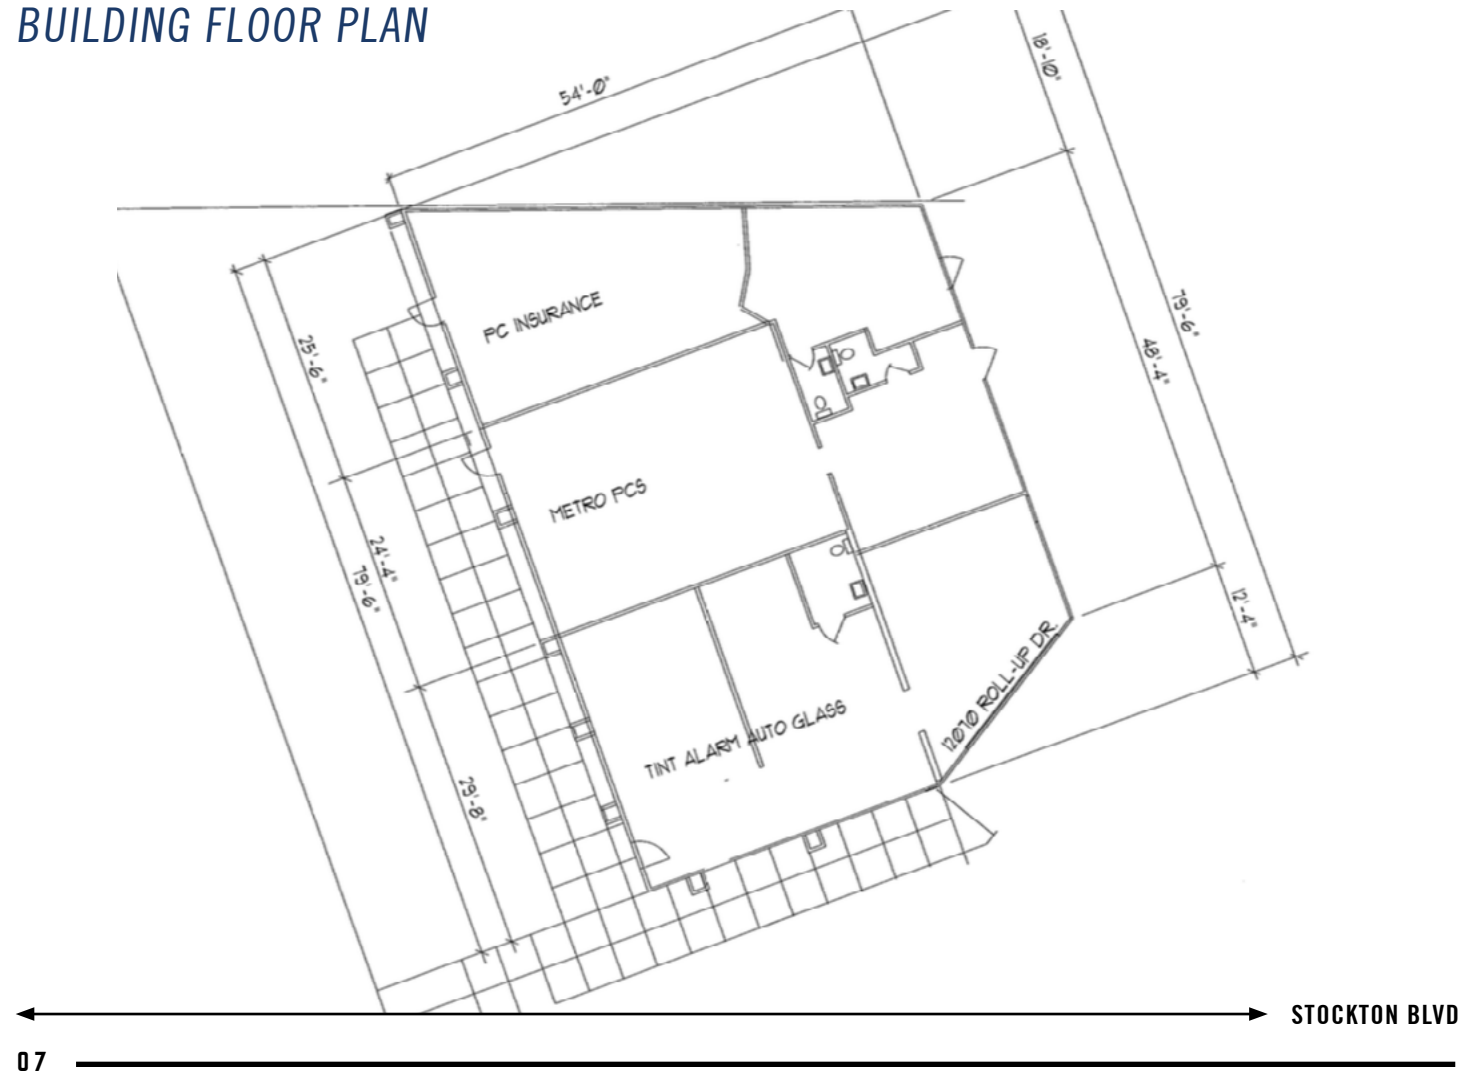 BUILDING FLOOR PLAN
18'-10"
54'-0"
PC INSURANCE
25'-6"
79'-6"
48'-4"
METRO PCS
24'-4"
79'-6"
12'-4"
12070 ROLL-UP DR.
TINT ALARM AUTO GLASS
29'-8"
STOCKTON BLVD
07